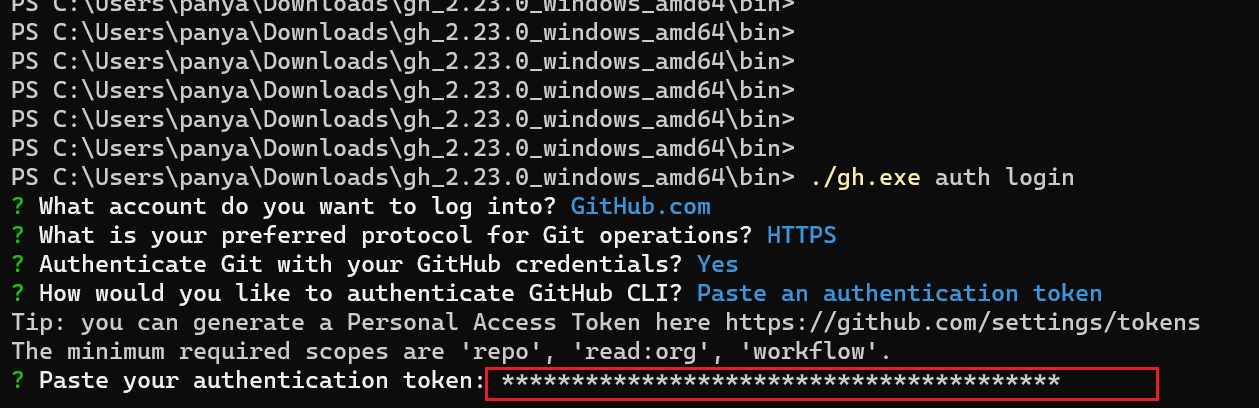 PS C:\Users\panya\Downloads\gh_2.23.0_windows_amd64\bin>
PS C:\Users\panya\Downloads\gh_2.23.0_windows_amd64\bin>
PS C:\Users\panya\Downloads\gh_2.23.0_windows_amd64\bin>
PS C:\Users\panya\Downloads\gh_2.23.0_windows_amd64\bin>
PS C:\Users\panya\Downloads\gh_2.23.0_windows_amd64\bin>
PS C:\Users\panya\Downloads\gh_2.23.0_windows_amd64\bin>
PS C:\Users\panya\Downloads\gh_2.23.0_windows_amd64\bin> ./gh.exe auth login
? What account do you want to log into? GitHub.com
? What is your preferred protocol for Git operations? HTTPS
? Authenticate Git with your GitHub credentials? Yes
? How would you like to authenticate GitHub CLI? Paste an authentication token
Tip: you can generate a Personal Access Token here https://github.com/settings/tokens
The minimum required scopes are 'repo', 'read:org', 'workflow'.
? Paste your authentication token: ****************************************